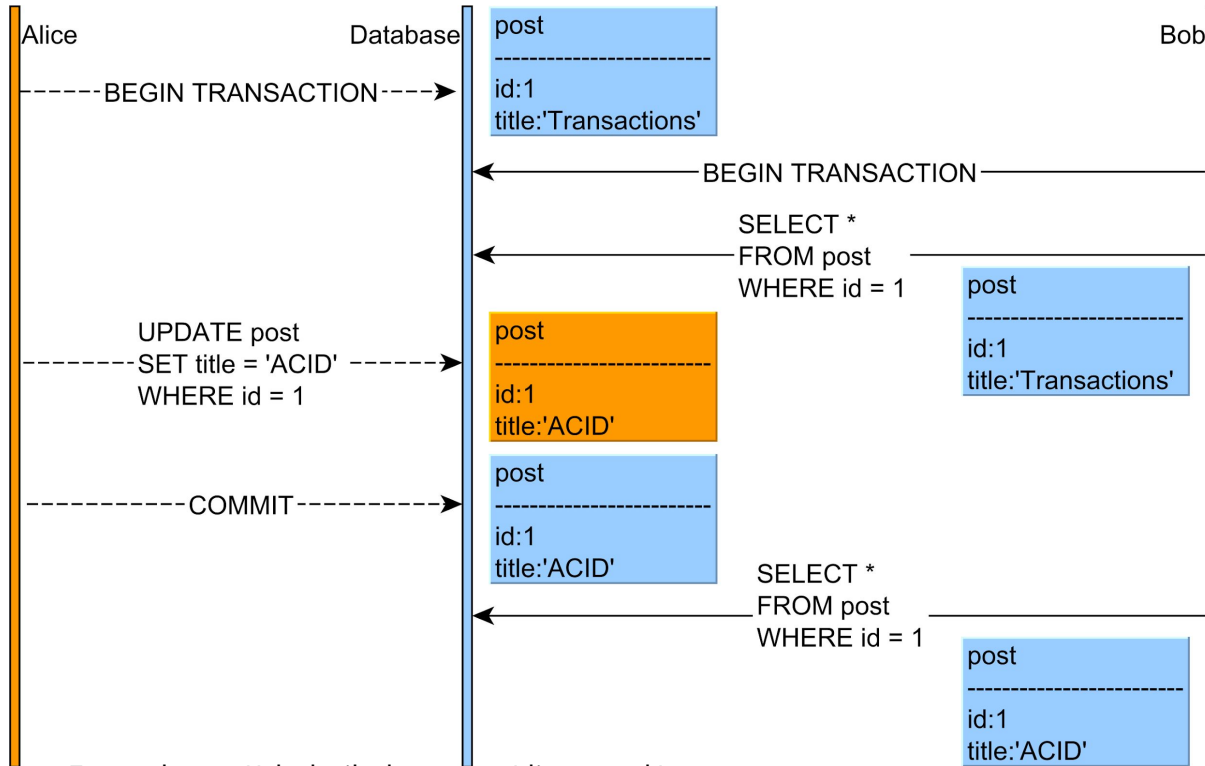 Alice
Database
Bob
post
-------------------------
id:1
title:'Transactions'
BEGIN TRANSACTION
BEGIN TRANSACTION
SELECT *
FROM post
WHERE id = 1
post
-------------------------
id:1
title:'Transactions'
UPDATE post
SET title = 'ACID'
WHERE id = 1
post
-------------------------
id:1
title:'ACID'
COMMIT
post
-------------------------
id:1
title:'ACID'
SELECT *
FROM post
WHERE id = 1
post
-------------------------
id:1
title:'ACID'